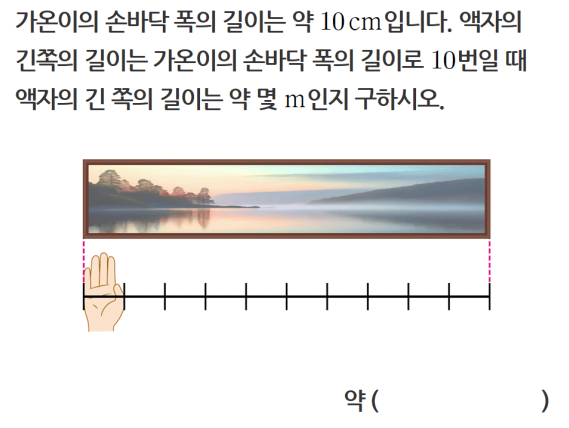 가온이의 손바닥 폭의 길이는 약 10 cm입니다. 액자의
긴쪽의 길이는 가온이의 손바닥 폭의 길이로 10번일 때
액자의 긴 쪽의 길이는 약 몇 m인지 구하시오.
약 (                    )